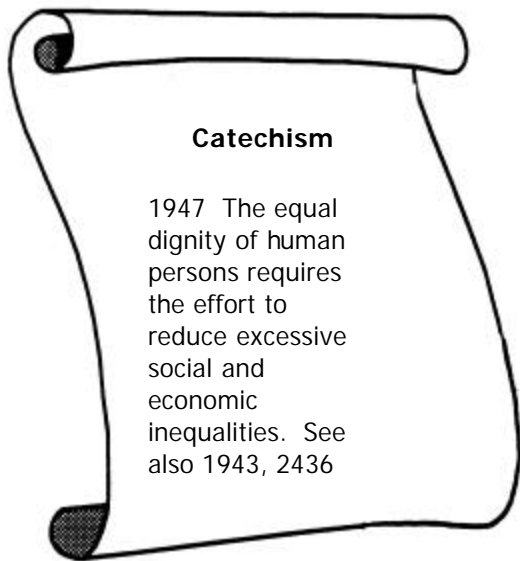 Catechism
1947 The equal
dignity of human
persons requires
the effort to
reduce excessive
social and
economic
inequalities. See
also 1943, 2436